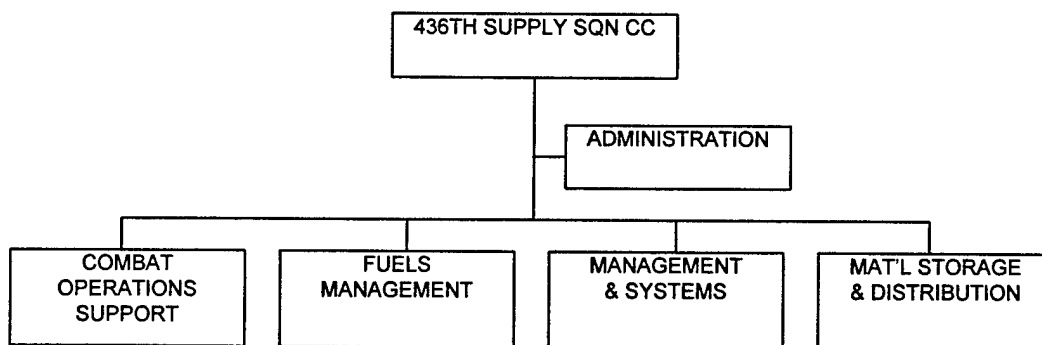 436TH SUPPLY SQN CC
ADMINISTRATION
COMBAT
OPERATIONS
SUPPORT
FUELS
MANAGEMENT
MANAGEMENT
& SYSTEMS
MAT'L STORAGE
& DISTRIBUTION